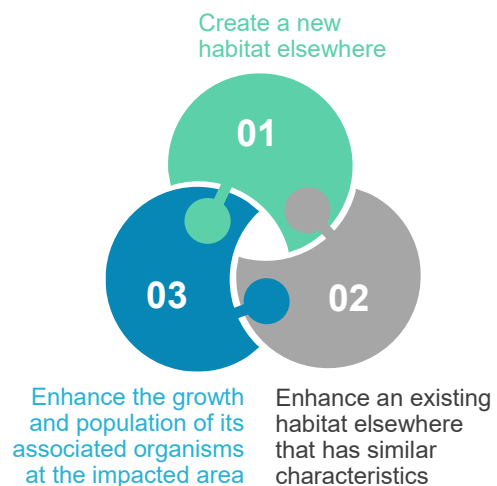 Create a new
habitat elsewhere
01
02
03
Enhance an existing
habitat elsewhere
that has similar
characteristics
Enhance the growth
and population of its
associated organisms
at the impacted area